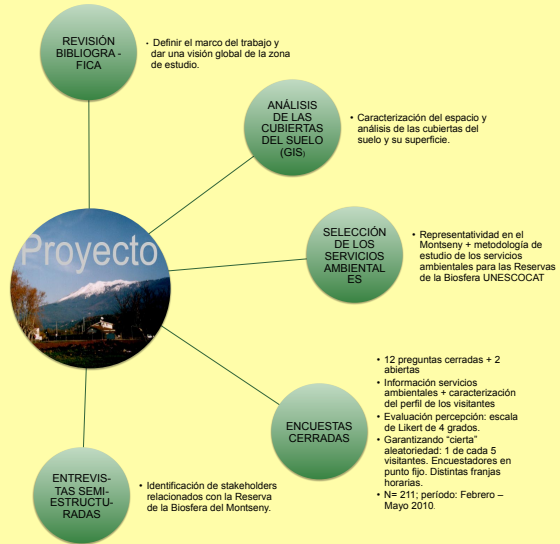 REVISIÓN
BIBLIOGRA -
FICA
• Definir el marco del trabajo y
dar una visión global de la zona
de estudio.
ANÁLISIS
DE LAS
CUBIERTAS
DEL SUELO
(GIS)
• Caracterización del espacio y
análisis de las cubiertas del
suelo y su superficie.
Proyecto
SELECCIÓN
DE LOS
SERVICIOS
AMBIENTAL
ES
• Representatividad en el
Montseny + metodología de
estudio de los servicios
ambientales para las Reservas
de la Biosfera UNESCOCAT
ENCUESTAS
CERRADAS
• 12 preguntas cerradas + 2
abiertas
• Información servicios
ambientales + caracterización
del perfil de los visitantes
• Evaluación percepción: escala
de Likert de 4 grados.
• Garantizando “cierta”
aleatoriedad: 1 de cada 5
visitantes. Encuestadores en
punto fijo. Distintas franjas
horarias.
• N= 211; período: Febrero –
Mayo 2010.
ENTREVIS-
TAS SEMI-
ESTRUCTU-
RADAS
• Identificación de stakeholders
relacionados con la Reserva
de la Biosfera del Montseny.